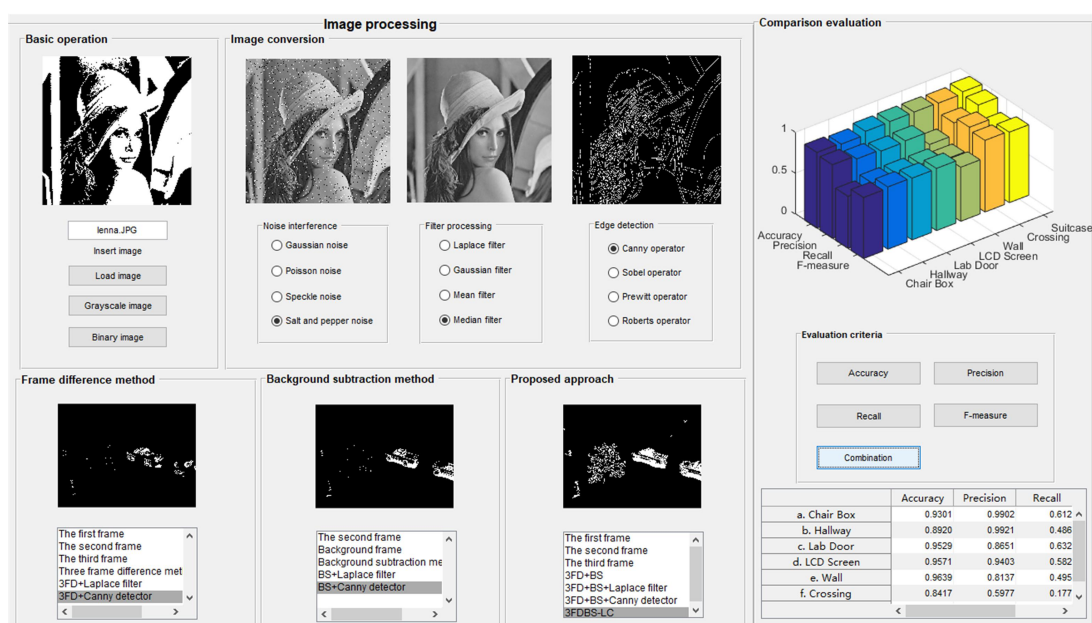 Image processing
Basic operation
lenna.JPG
Insert image
Load image
Grayscale image
Binary image
Image conversion
Noise interference
Gaussian noise
Poisson noise
Speckle noise
Salt and pepper noise
Filter processing
Laplace filter
Gaussian filter
Mean filter
Median filter
Edge detection
Canny operator
Sobel operator
Prewitt operator
Roberts operator
Frame difference method
The first frame
The second frame
The third frame
Three frame difference met
3FD+Laplace filter
3FD+Canny detector
Background subtraction method
The second frame
Background frame
Background subtraction me
BS+Laplace filter
BS+Canny detector
Proposed approach
The first frame
The second frame
The third frame
3FD+BS
3FD+BS+Laplace filter
3FD+BS+Canny detector
3FDBS-LC
Comparison evaluation
1
0.5
0
Accuracy
Precision
Recall
F-measure
Suitcase
Crossing
Wall
LCD Screen
Lab Door
Hallway
Chair Box
Evaluation criteria
Accuracy Precision
Recall F-measure
Combination
Accuracy Precision Recall
a. Chair Box 0.9301 0.9902 0.612
b. Hallway 0.8920 0.9921 0.486
c. Lab Door 0.9529 0.8651 0.632
d. LCD Screen 0.9571 0.9403 0.582
e. Wall 0.9639 0.8137 0.495
f. Crossing 0.8417 0.5977 0.177